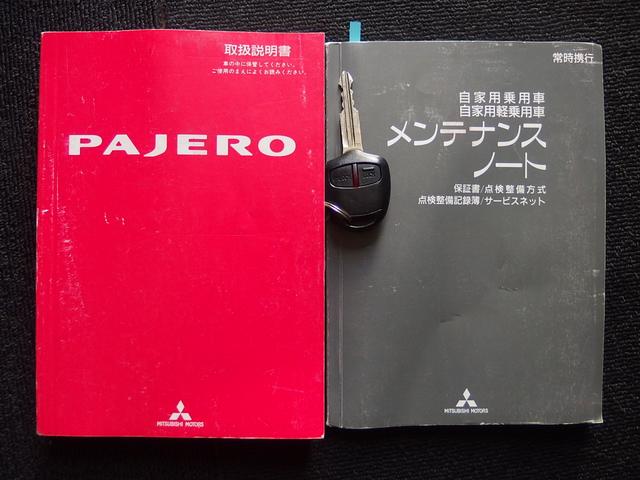 取扱説明書
車の中に保管してください。
ご使用のまえによくお読みください。
PAJERO
MITSUBISHI MOTORS
常時携行
自家用乗用車
自家用軽乗用車
メンテナンス
ノート
保証書/点検整備方式
点検整備記録簿/サービスネット
MITSUBISHI MOTORS